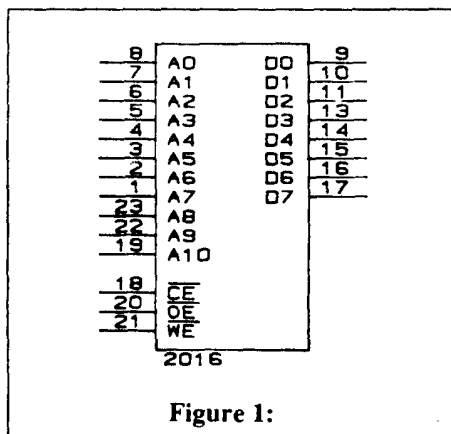 8 A0 D0 9
7 A1 D1 10
6 A2 D2 11
5 A3 D3 13
4 A4 D4 14
3 A5 D5 15
2 A6 D6 16
1 A7 D7 17
23 A8
22 A9
19 A10
18 CE
20 OE
21 WE
2016
Figure 1: